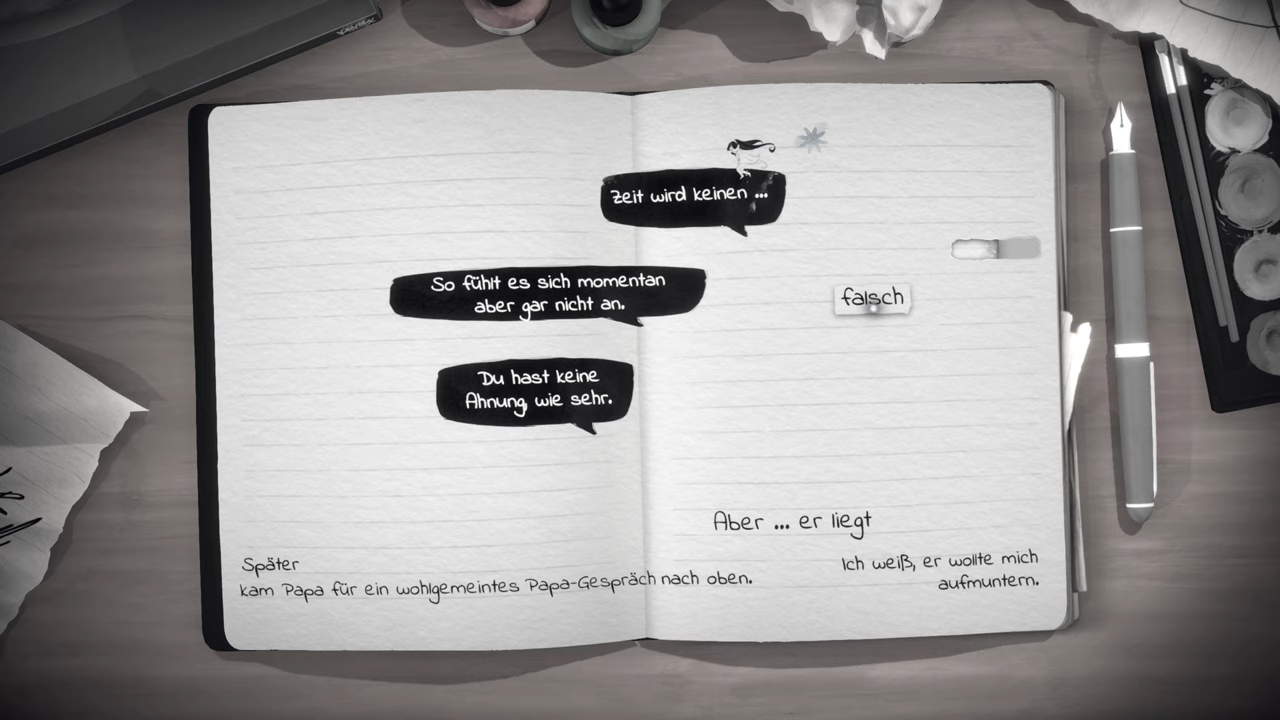 Zeit wird keinen ...
So fühlt es sich momentan
aber gar nicht an.
falsch
Du hast keine
Ahnung, wie sehr.
Aber ... er liegt
Ich weiß, er wollte mich
aufmuntern.
Später
kam Papa für ein wohlgemeintes Papa-Gespräch nach oben.